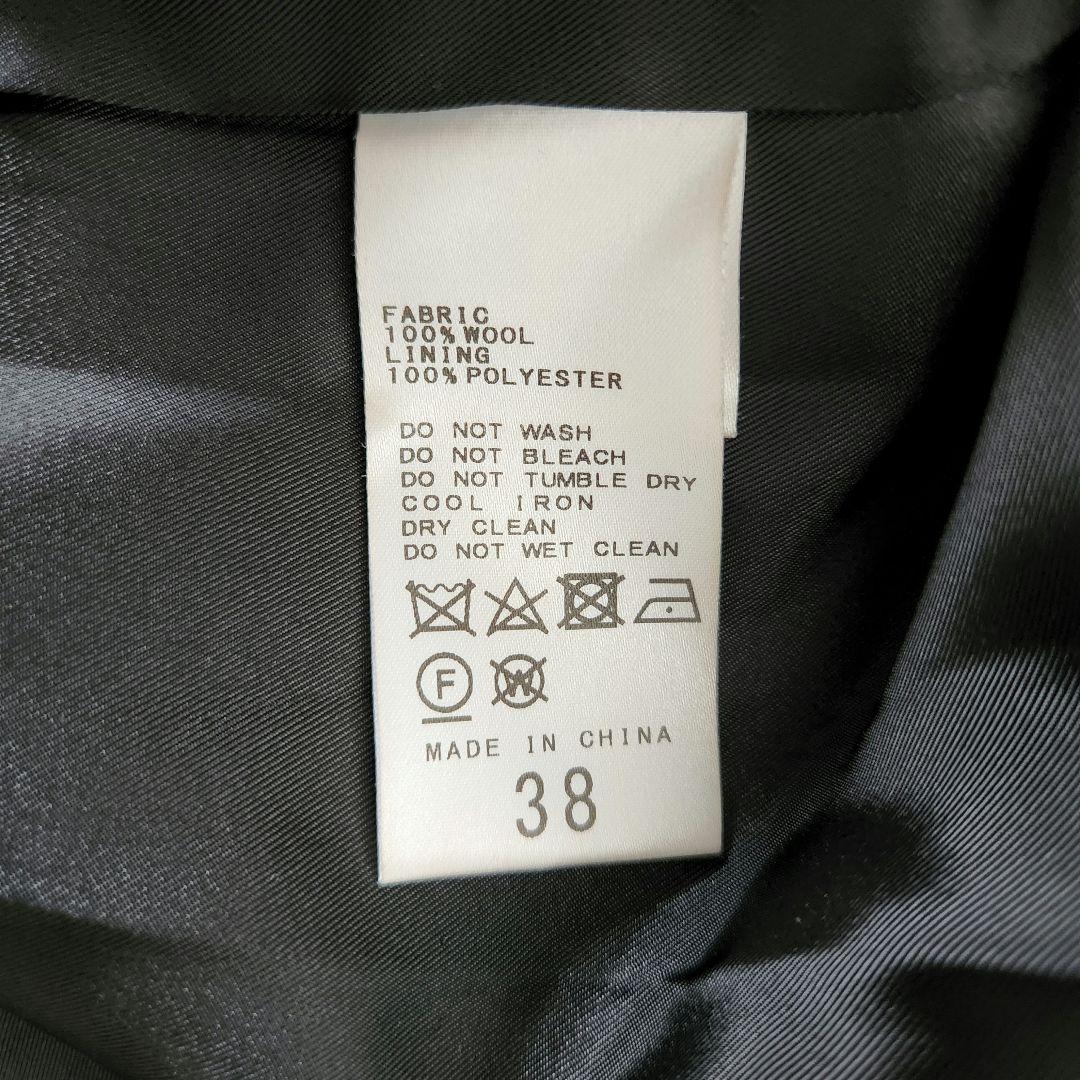 FABRIC
100% WOOL
LINING
100% POLYESTER
DO NOT WASH
DO NOT BLEACH
DO NOT TUMBLE DRY
COOL IRON
DRY CLEAN
DO NOT WET CLEAN
F W
MADE IN CHINA
38